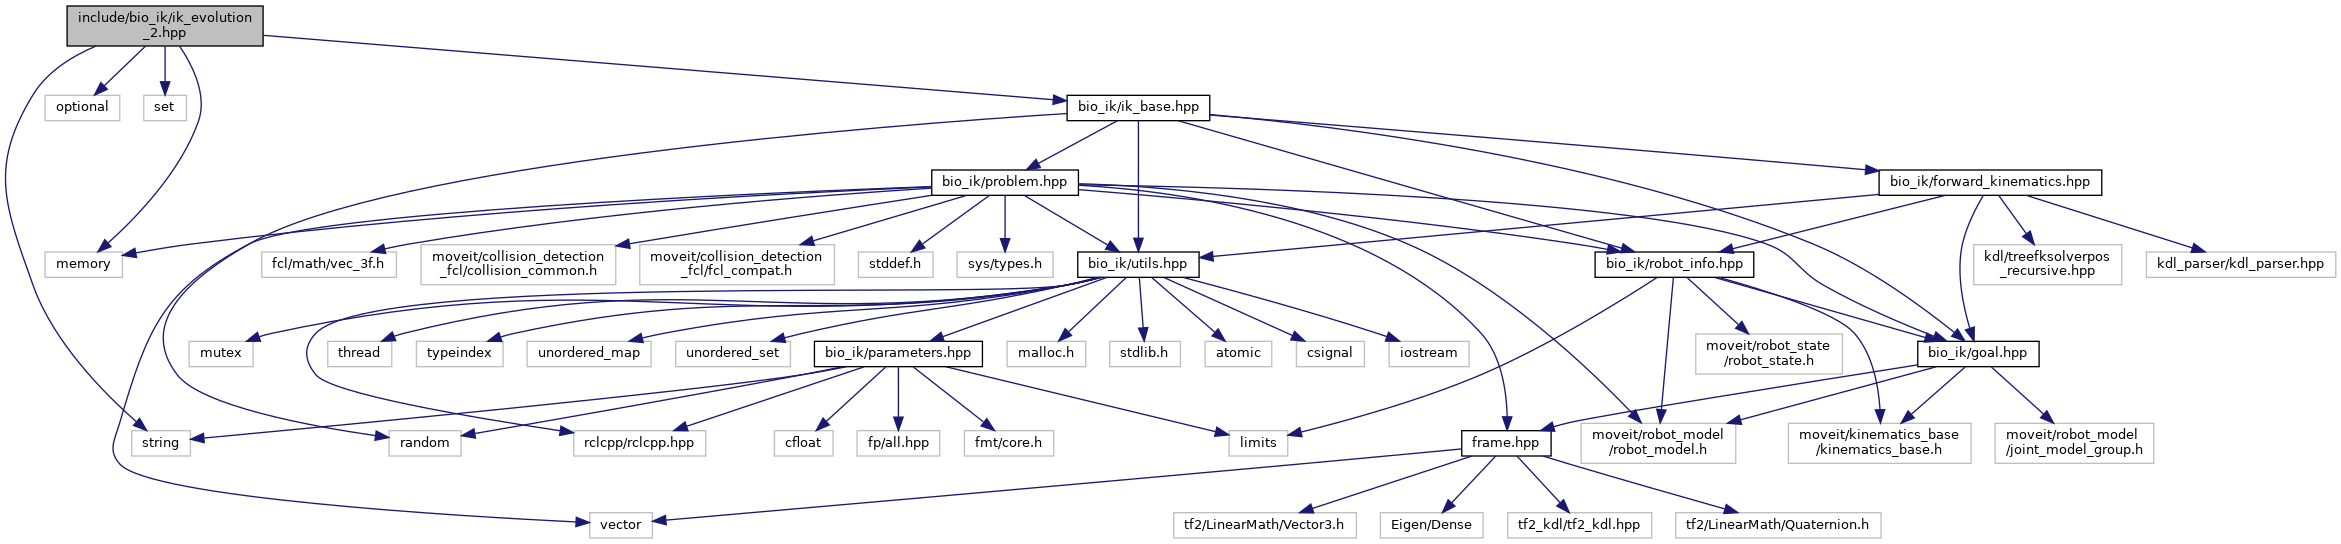 include/bio_ik/ik_evolution
_2.hpp
optional
set
bio_ik/ik_base.hpp
bio_ik/problem.hpp
bio_ik/forward_kinematics.hpp
memory
fcl/math/vec_3f.h
moveit/collision_detection
_fcl/collision_common.h
moveit/collision_detection
_fcl/fcl_compat.h
stddef.h
sys/types.h
bio_ik/utils.hpp
bio_ik/robot_info.hpp
kdl/treefksolverpos
_recursive.hpp
kdl_parser/kdl_parser.hpp
mutex
thread
typeindex
unordered_map
unordered_set
bio_ik/parameters.hpp
malloc.h
stdlib.h
atomic
csignal
iostream
moveit/robot_state
/robot_state.h
bio_ik/goal.hpp
string
random
rclcpp/rclcpp.hpp
cfloat
fp/all.hpp
fmt/core.h
limits
frame.hpp
moveit/robot_model
/robot_model.h
moveit/kinematics_base
/kinematics_base.h
moveit/robot_model
/joint_model_group.h
vector
tf2/LinearMath/Vector3.h
Eigen/Dense
tf2_kdl/tf2_kdl.hpp
tf2/LinearMath/Quaternion.h